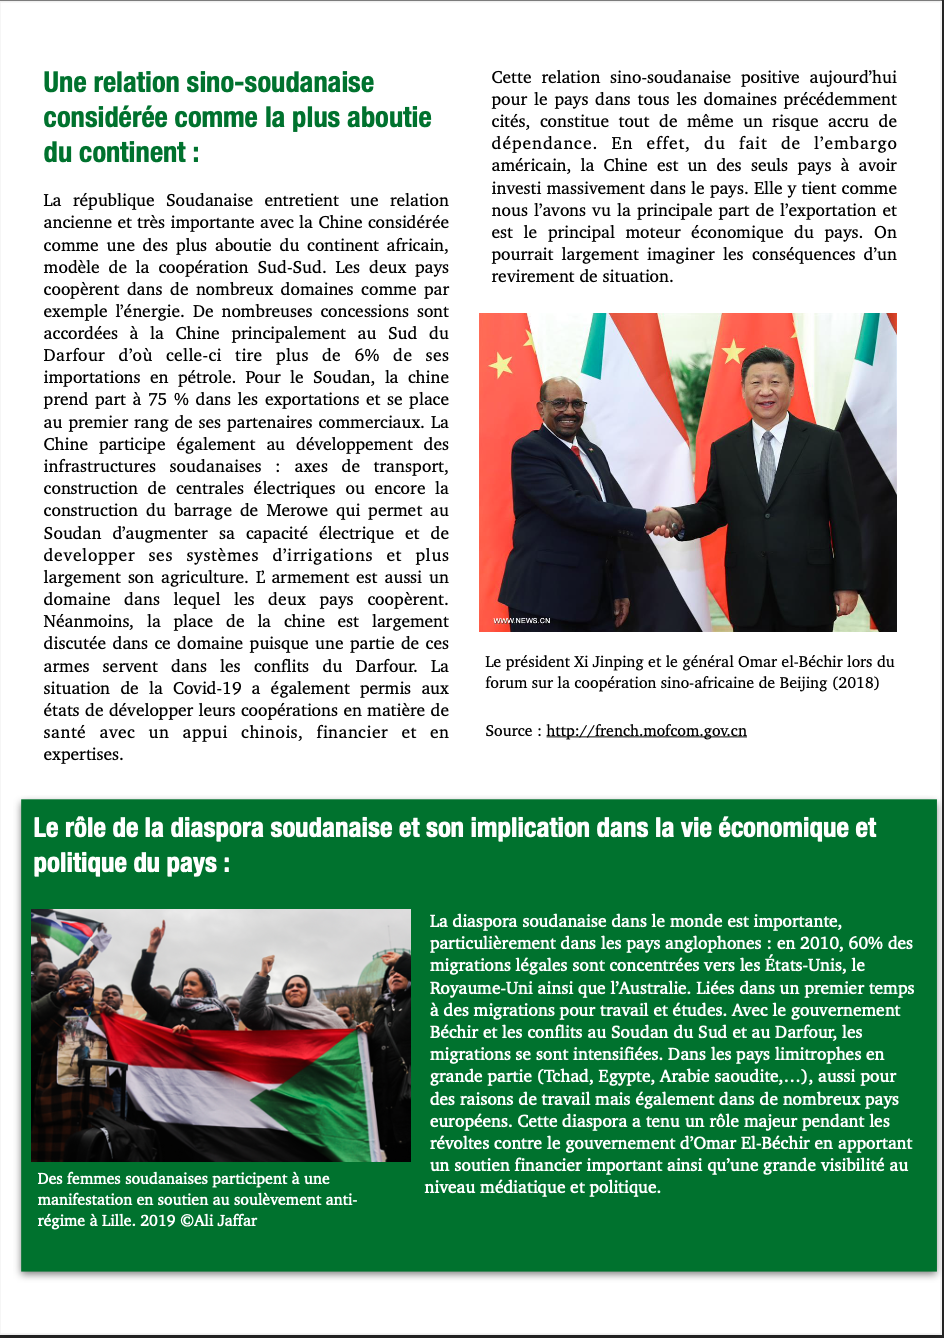 Une relation sino-soudanaise
considérée comme la plus aboutie
du continent :
La république Soudanaise entretient une relation
ancienne et très importante avec la Chine considérée
comme une des plus aboutie du continent africain,
modèle de la coopération Sud-Sud. Les deux pays
coopèrent dans de nombreux domaines comme par
exemple l’énergie. De nombreuses concessions sont
accordées à la Chine principalement au Sud du
Darfour d’où celle-ci tire plus de 6% de ses
importations en pétrole. Pour le Soudan, la chine
prend part à 75 % dans les exportations et se place
au premier rang de ses partenaires commerciaux. La
Chine participe également au développement des
infrastructures soudanaises : axes de transport,
construction de centrales électriques ou encore la
construction du barrage de Merowe qui permet au
Soudan d’augmenter sa capacité électrique et de
developper ses systèmes d’irrigations et plus
largement son agriculture. L’ armement est aussi un
domaine dans lequel les deux pays coopèrent.
Néanmoins, la place de la chine est largement
discutée dans ce domaine puisque une partie de ces
armes servent dans les conflits du Darfour. La
situation de la Covid-19 a également permis aux
états de développer leurs coopérations en matière de
santé avec un appui chinois, financier et en
expertises.
Cette relation sino-soudanaise positive aujourd’hui
pour le pays dans tous les domaines précédemment
cités, constitue tout de même un risque accru de
dépendance. En effet, du fait de l’embargo
américain, la Chine est un des seuls pays à avoir
investi massivement dans le pays. Elle y tient comme
nous l’avons vu la principale part de l’exportation et
est le principal moteur économique du pays. On
pourrait largement imaginer les conséquences d’un
revirement de situation.
WWW.NEWS.CN
Le président Xi Jinping et le général Omar el-Béchir lors du
forum sur la coopération sino-africaine de Beijing (2018)
Source : http://french.mofcom.gov.cn
Le rôle de la diaspora soudanaise et son implication dans la vie économique et
politique du pays :
La diaspora soudanaise dans le monde est importante,
particulièrement dans les pays anglophones : en 2010, 60% des
migrations légales sont concentrées vers les États-Unis, le
Royaume-Uni ainsi que l’Australie. Liées dans un premier temps
à des migrations pour travail et études. Avec le gouvernement
Béchir et les conflits au Soudan du Sud et au Darfour, les
migrations se sont intensifiées. Dans les pays limitrophes en
grande partie (Tchad, Egypte, Arabie saoudite,…), aussi pour
des raisons de travail mais également dans de nombreux pays
européens. Cette diaspora a tenu un rôle majeur pendant les
révoltes contre le gouvernement d’Omar El-Béchir en apportant
un soutien financier important ainsi qu’une grande visibilité au
niveau médiatique et politique.
Des femmes soudanaises participent à une
manifestation en soutien au soulèvement anti-
régime à Lille. 2019 ©Ali Jaffar